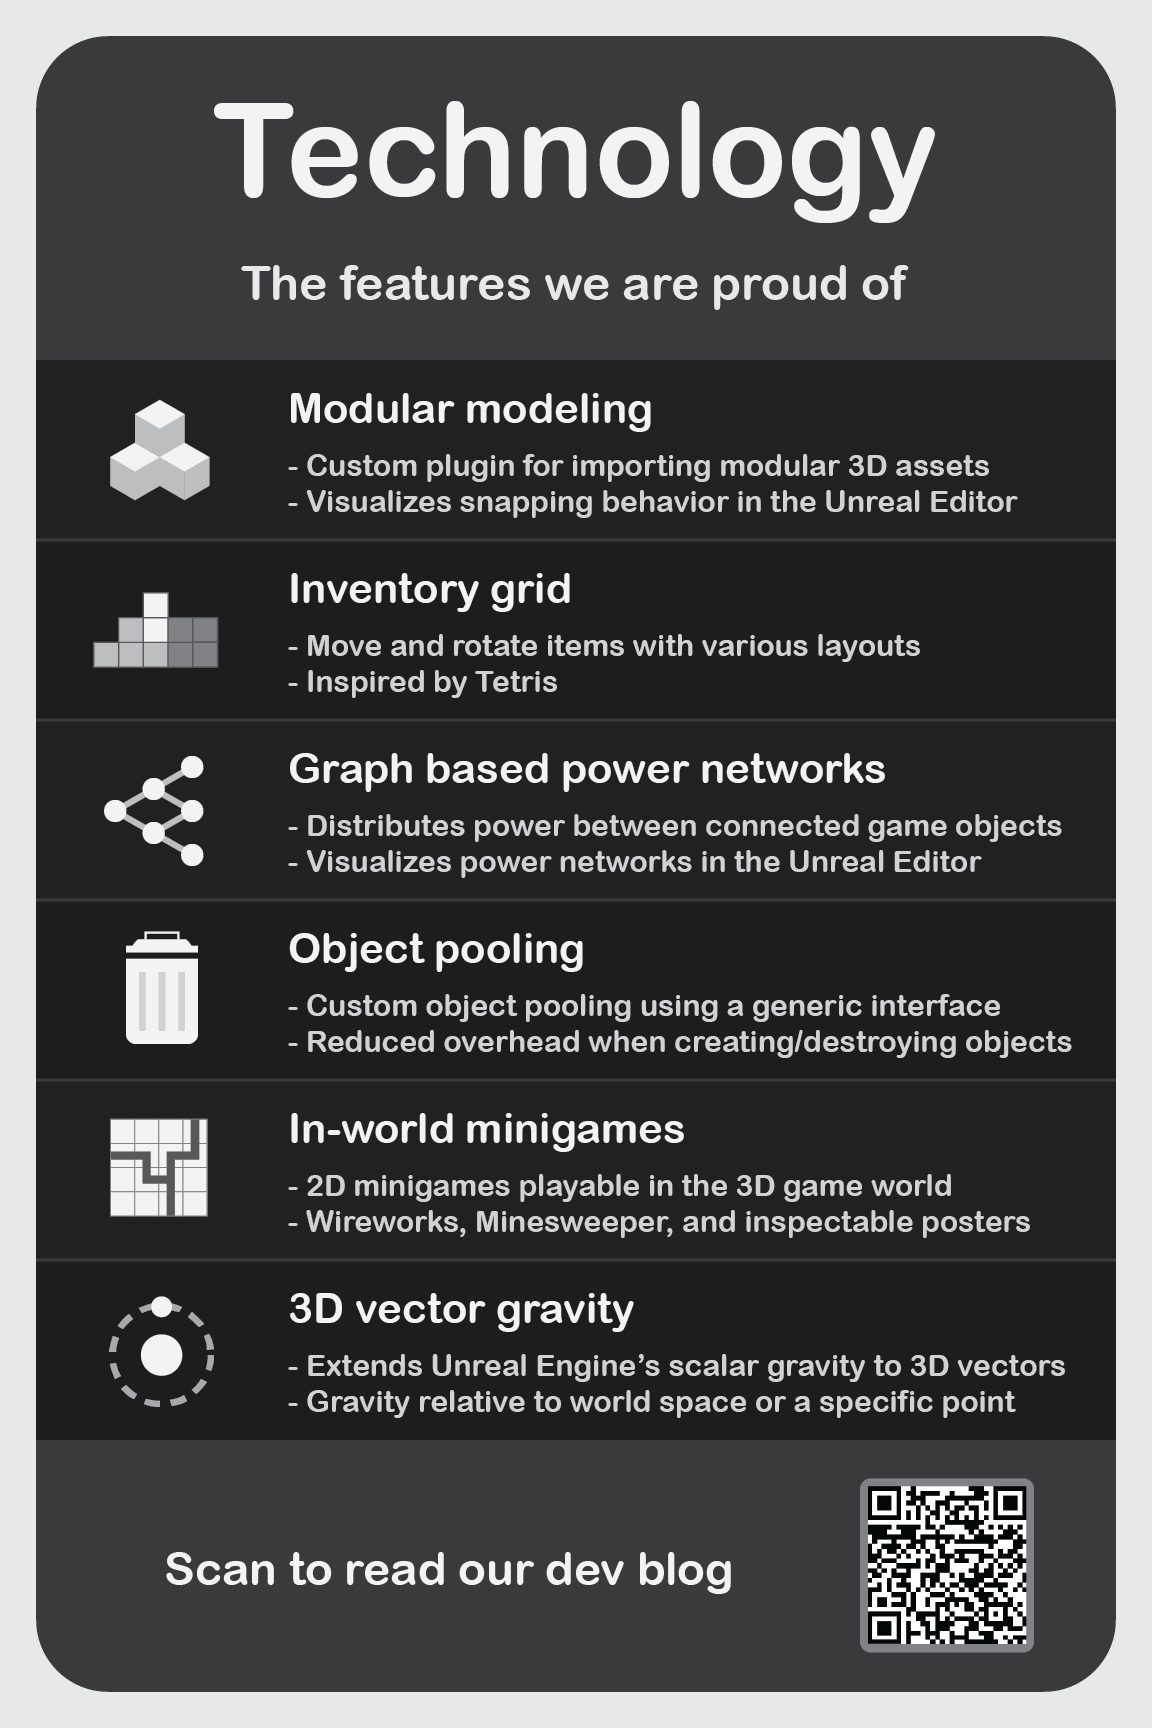 Technology
The features we are proud of
Modular modeling
- Custom plugin for importing modular 3D assets
- Visualizes snapping behavior in the Unreal Editor
Inventory grid
- Move and rotate items with various layouts
- Inspired by Tetris
Graph based power networks
- Distributes power between connected game objects
- Visualizes power networks in the Unreal Editor
Object pooling
- Custom object pooling using a generic interface
- Reduced overhead when creating/destroying objects
In-world minigames
- 2D minigames playable in the 3D game world
- Wireworks, Minesweeper, and inspectable posters
3D vector gravity
- Extends Unreal Engine’s scalar gravity to 3D vectors
- Gravity relative to world space or a specific point
Scan to read our dev blog